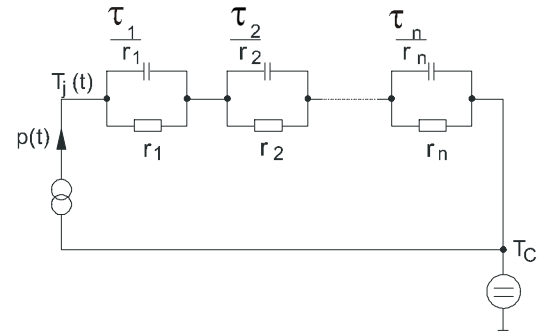 τ1 τ2 τn
r1 r2 rn
Tj (t)
p(t)
r1 r2 rn
TC